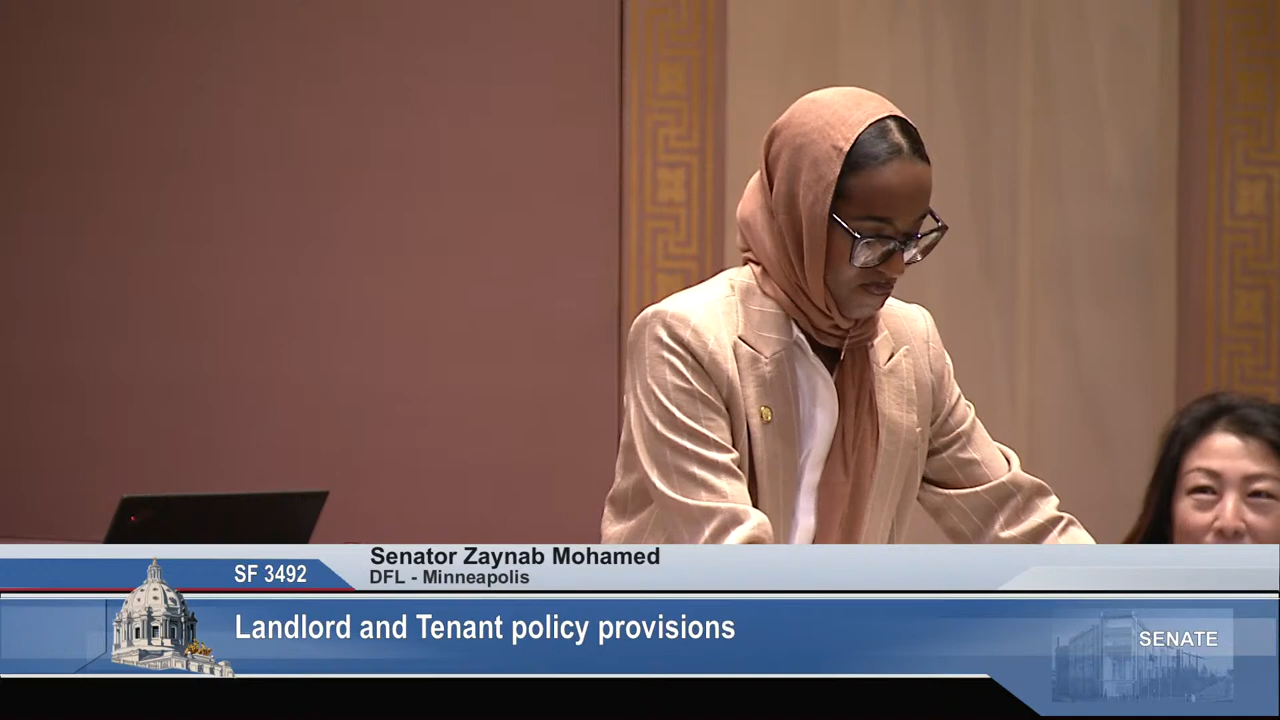 Senator Zaynab Mohamed
SF 3492
DFL - Minneapolis
Landlord and Tenant policy provisions
SENATE